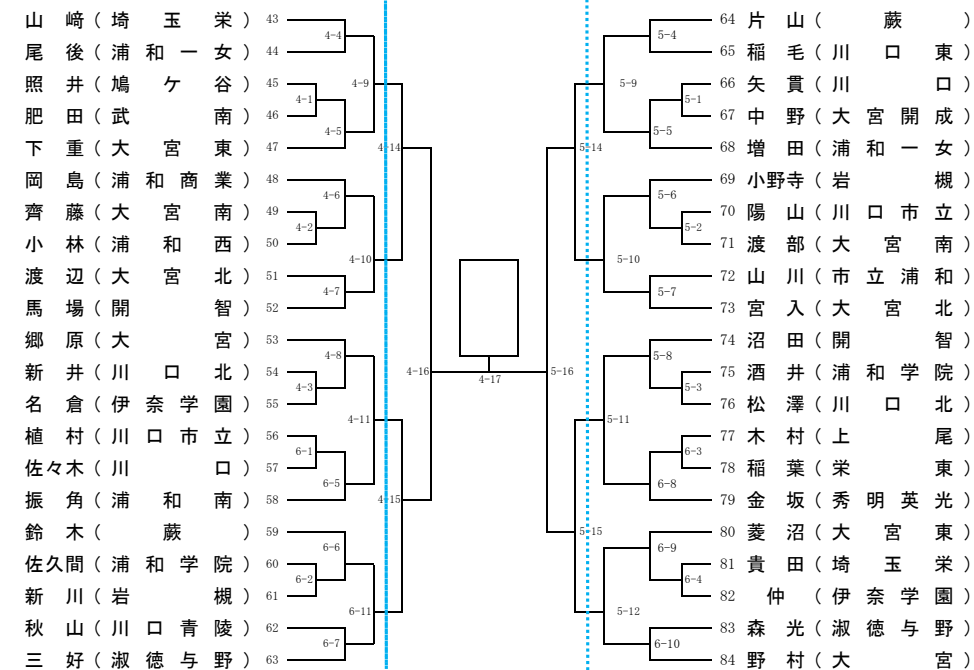 山 﨑 ( 埼 玉 栄 ) 43
尾 後 ( 浦 和 一 女 ) 44
照 井 ( 鳩 ケ 谷 ) 45
肥 田 ( 武 南 ) 46
下 重 ( 大 宮 東 ) 47
岡 島 ( 浦 和 商 業 ) 48
齊 藤 ( 大 宮 南 ) 49
小 林 ( 浦 和 西 ) 50
渡 辺 ( 大 宮 北 ) 51
馬 場 ( 開 智 ) 52
郷 原 ( 大 宮 ) 53
新 井 ( 川 口 北 ) 54
名 倉 ( 伊 奈 学 園 ) 55
植 村 ( 川 口 市 立 ) 56
佐々木 ( 川 口 ) 57
振 角 ( 浦 和 南 ) 58
鈴 木 ( 蕨 ) 59
佐久間 ( 浦 和 学 院 ) 60
新 川 ( 岩 槻 ) 61
秋 山 ( 川 口 青 陵 ) 62
三 好 ( 淑 徳 与 野 ) 63
4-4
4-9
4-1
4-5
4-14
4-6
4-2
4-10
4-7
4-8
4-16
4-3
4-11
6-1
6-5
4-15
6-6
6-2
6-11
6-7
4-17
5-4
5-9
5-1
5-5
5-14
5-6
5-2
5-10
5-7
5-8
5-16
5-3
5-11
6-3
6-8
5-15
6-9
6-4
5-12
6-10
64 片 山 ( 蕨 )
65 稲 毛 ( 川 口 東 )
66 矢 貫 ( 川 口 )
67 中 野 ( 大 宮 開 成 )
68 増 田 ( 浦 和 一 女 )
69 小野寺 ( 岩 槻 )
70 陽 山 ( 川 口 市 立 )
71 渡 部 ( 大 宮 南 )
72 山 川 ( 市 立 浦 和 )
73 宮 入 ( 大 宮 北 )
74 沼 田 ( 開 智 )
75 酒 井 ( 浦 和 学 院 )
76 松 澤 ( 川 口 北 )
77 木 村 ( 上 尾 )
78 稲 葉 ( 栄 東 )
79 金 坂 ( 秀 明 英 光 )
80 菱 沼 ( 大 宮 東 )
81 貴 田 ( 埼 玉 栄 )
82 仲 ( 伊 奈 学 園 )
83 森 光 ( 淑 徳 与 野 )
84 野 村 ( 大 宮 )